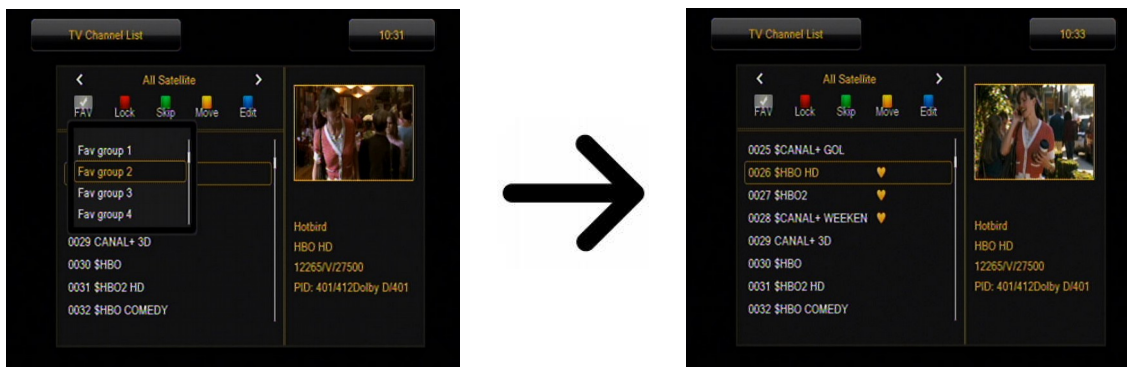 TV Channel List
10:31
All Satellite
FAV Lock Skip Move Edit
Fav group 1
Fav group 2
Fav group 3
Fav group 4
0029 CANAL+ 3D
0030 $HBO
0031 $HBO2 HD
0032 $HBO COMEDY
Hotbird
HBO HD
12265/V/27500
PID: 401/412Dolby D/401
TV Channel List
10:33
All Satellite
FAV Lock Skip Move Edit
0025 $CANAL+ GOL
0026 $HBO HD
0027 $HBO2
0028 $CANAL+ WEEKEN
0029 CANAL+ 3D
0030 $HBO
0031 $HBO2 HD
0032 $HBO COMEDY
Hotbird
HBO HD
12265/V/27500
PID: 401/412Dolby D/401